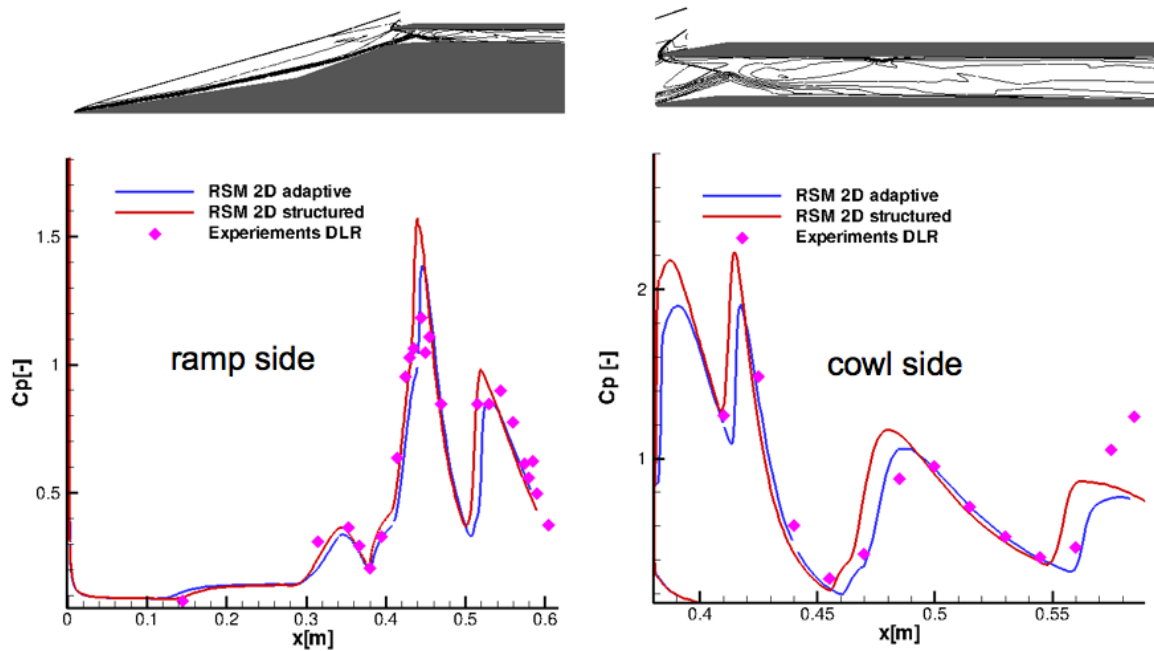 RSM 2D adaptive
RSM 2D structured
Experiements DLR
ramp side
Cp[-]
1.5
1
0.5
0
0.1
0.2
0.3
0.4
0.5
0.6
x[m]
RSM 2D adaptive
RSM 2D structured
Experiments DLR
cowl side
Cp [-]
2
1
0.4
0.45
0.5
0.55
x[m]